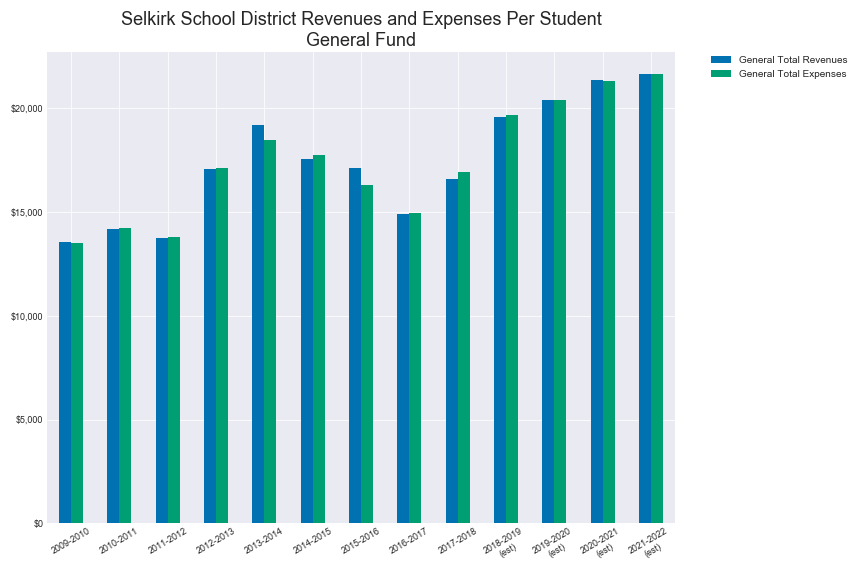 Selkirk School District Revenues and Expenses Per Student
General Fund
General Total Revenues
General Total Expenses
$20,000
$15,000
$10,000
$5,000
$0
2009-2010
2010-2011
2011-2012
2012-2013
2013-2014
2014-2015
2015-2016
2016-2017
2017-2018
2018-2019
(est)
2019-2020
(est)
2020-2021
(est)
2021-2022
(est)